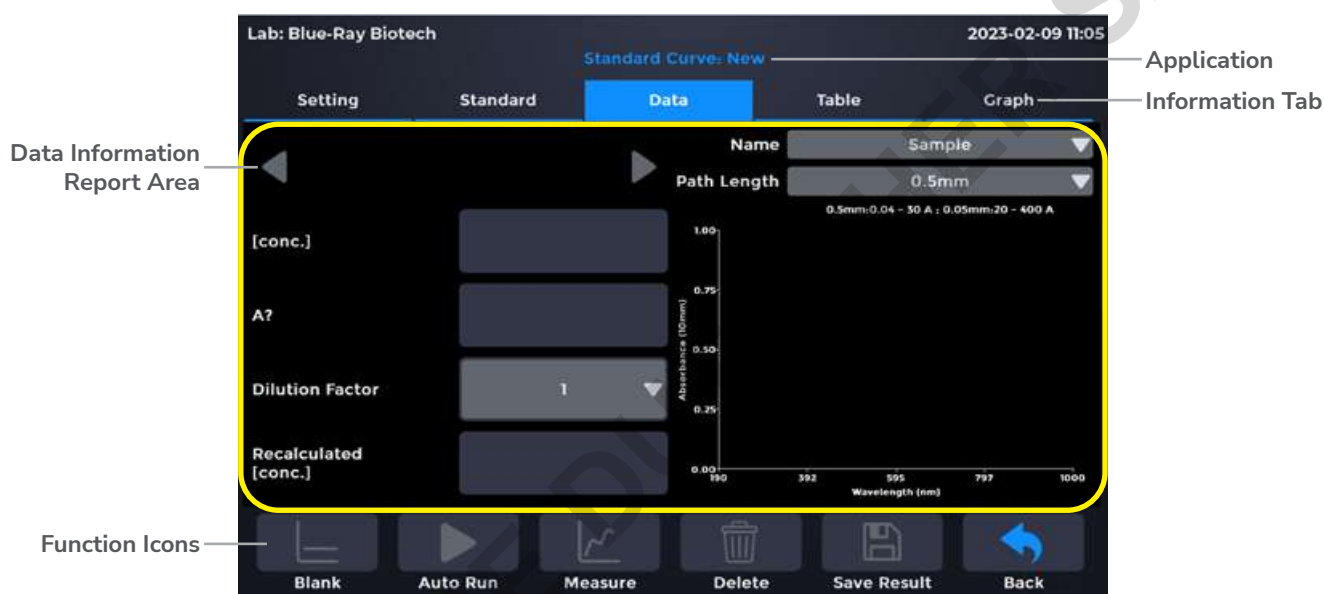 Lab: Blue-Ray Biotech
2023-02-09 11:05
Standard Curve: New
Application
Setting
Standard
Data
Table
Graph
Information Tab
Data Information
Report Area
Name
Sample
Path Length
0.5mm
0.5mm:0.04 - 30 A ; 0.05mm:20 - 400 A
[conc.]
A?
Dilution Factor
1
Recalculated
[conc.]
1.00
0.75
0.50
0.25
0.00
Absorbance (10mm)
190
392
595
797
1000
Wavelength (nm)
Function Icons
Blank
Auto Run
Measure
Delete
Save Result
Back